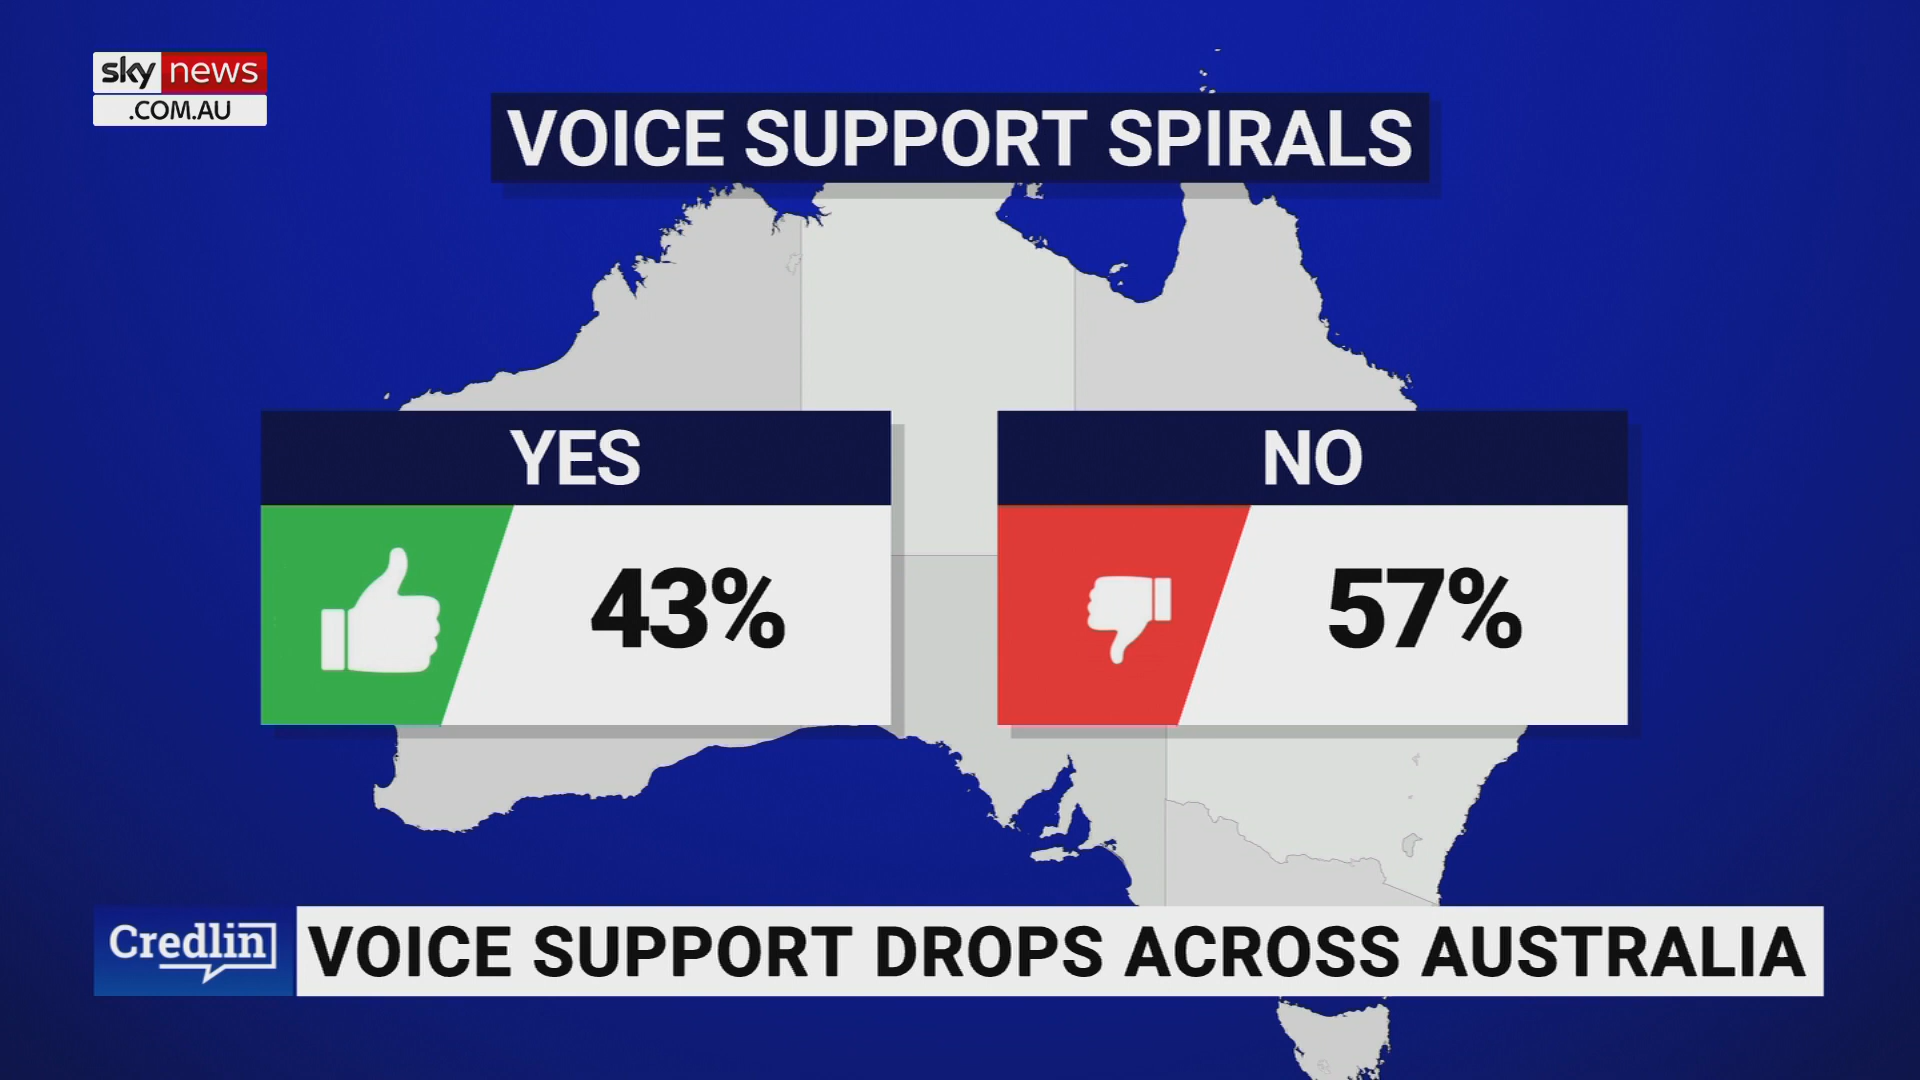 sky news
.COM.AU
VOICE SUPPORT SPIRALS
YES
43%
NO
57%
Credlin
VOICE SUPPORT DROPS ACROSS AUSTRALIA